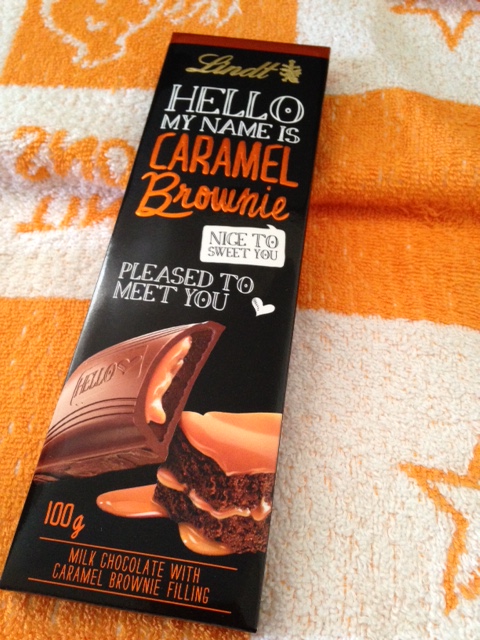 Lindt
HELLO
MY NAME IS
CARAMEL
Brownie
NICE TO
SWEET YOU
PLEASED TO
MEET YOU
HELLO
100g
MILK CHOCOLATE WITH
CARAMEL BROWNIE FILLING